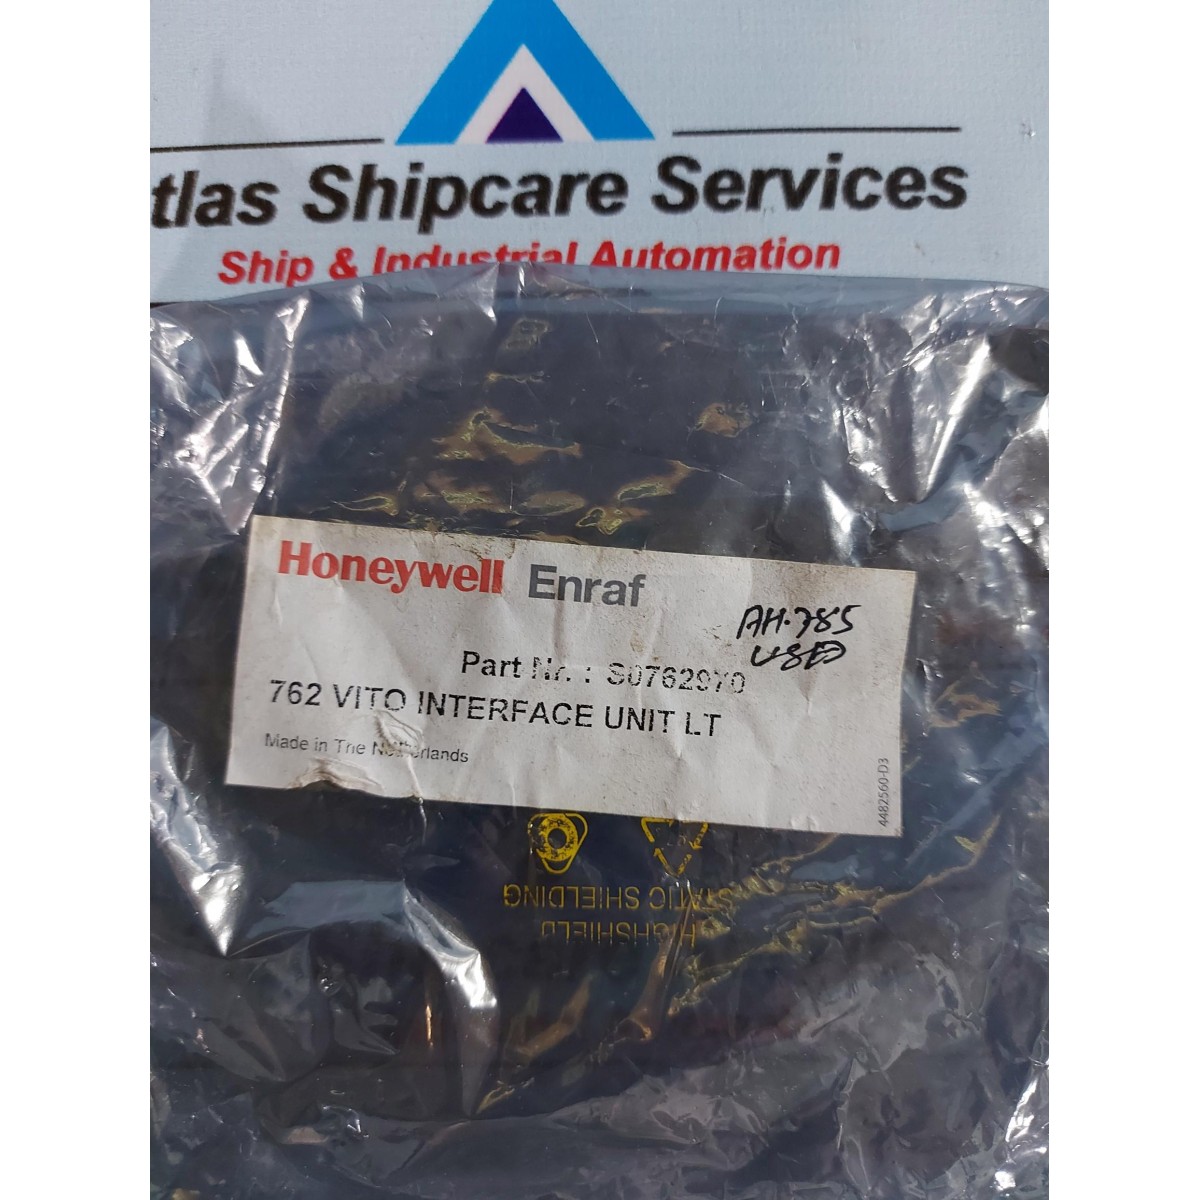 tlas Shipcare Services
Ship & Industrial Automation
Honeywell Enraf
AH-785
USED
Part Nr. : S0762970
762 VITO INTERFACE UNIT LT
Made in The Netherlands
4482560-D3
STATIC SHIELDING
HIGHSHIELD